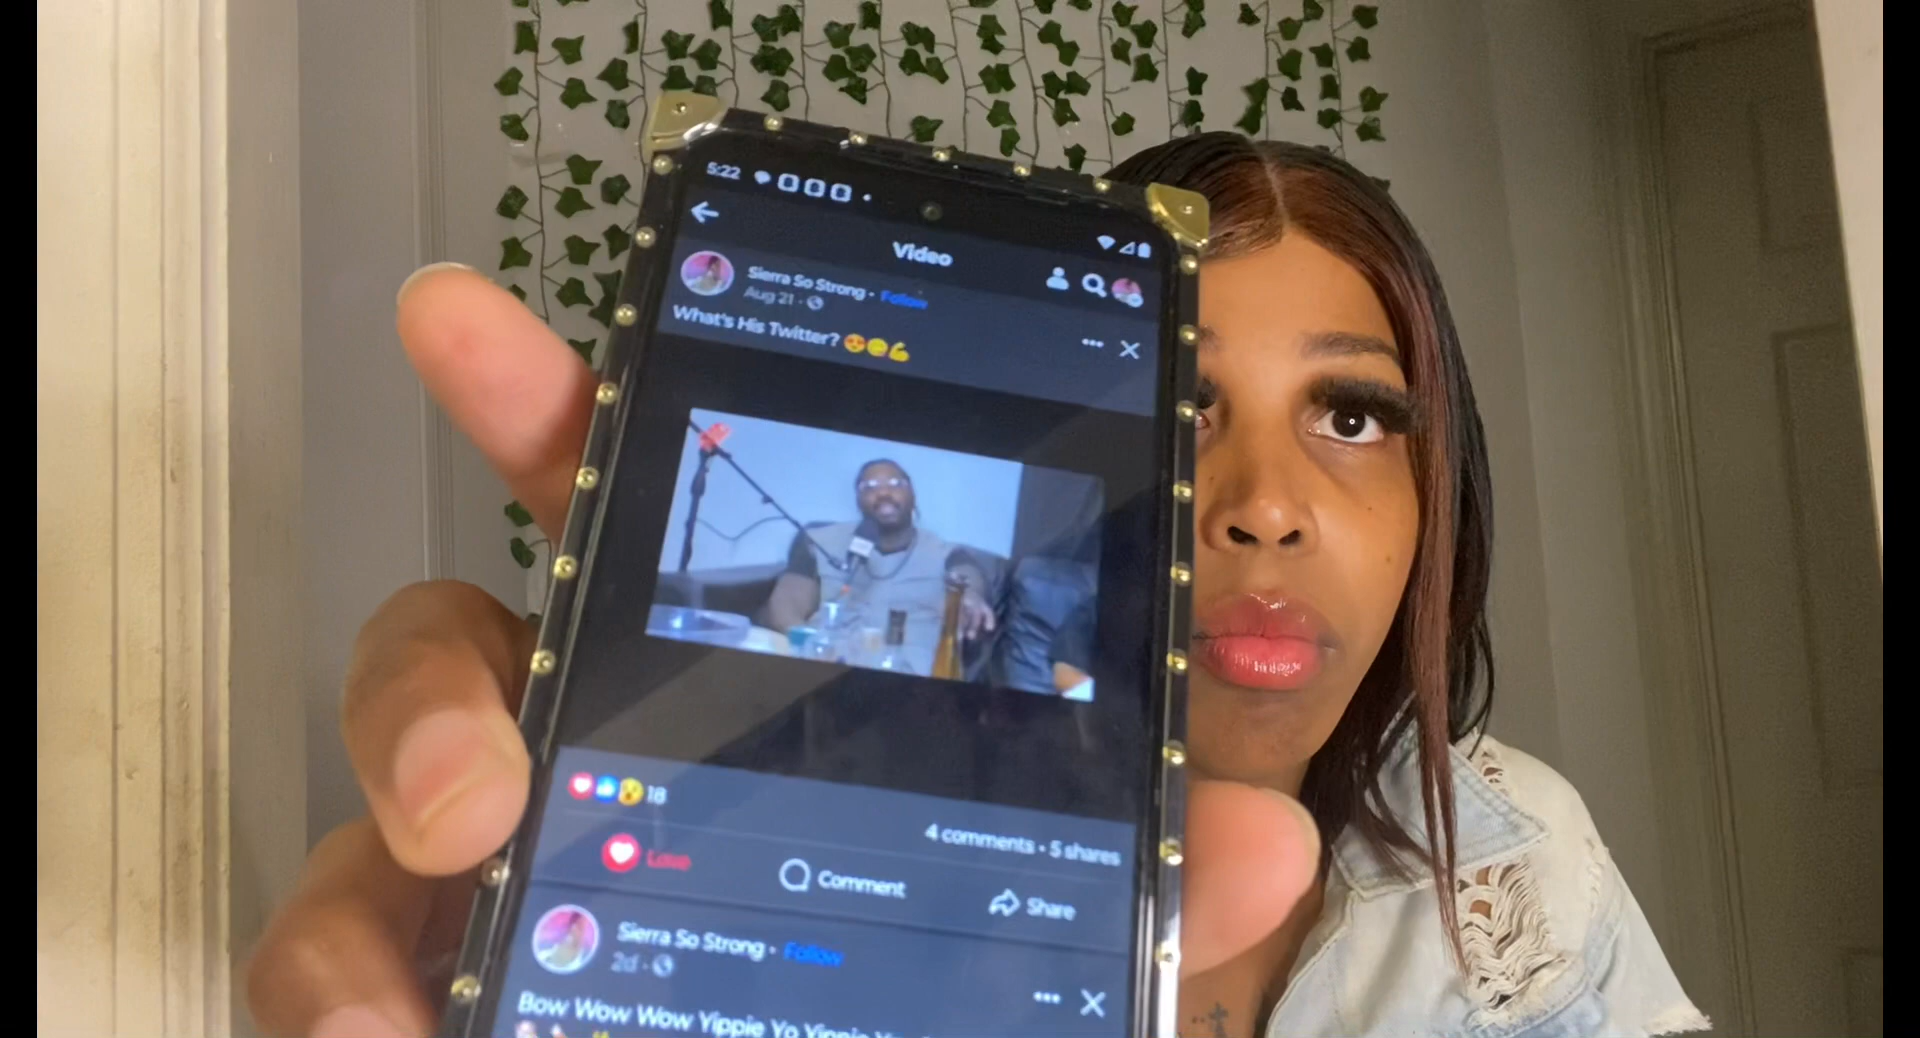 5:22
Video
Sierra So Strong · Follow
Aug 21 ·
What's His Twitter? 😍😜💪
18
4 comments · 5 shares
Love
Comment
Share
Sierra So Strong · Follow
2d ·
Bow Wow Wow Yippie Yo Yippie